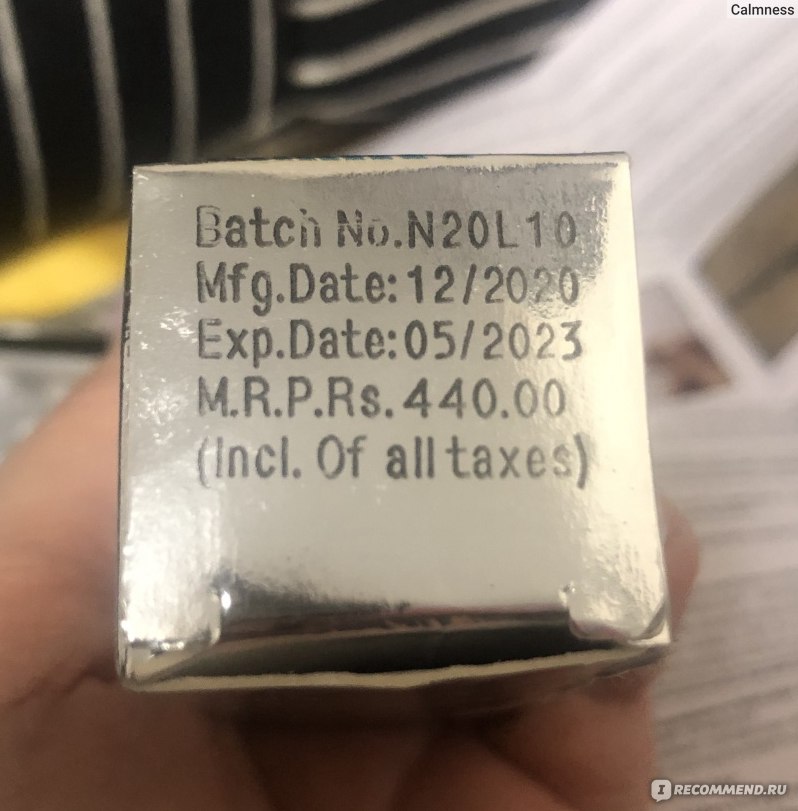 Calmness
Batch No.N20L10
Mfg.Date:12/2020
Exp.Date:05/2023
M.R.P.Rs.440.00
(Incl. Of all taxes)
IRECOMMEND.RU